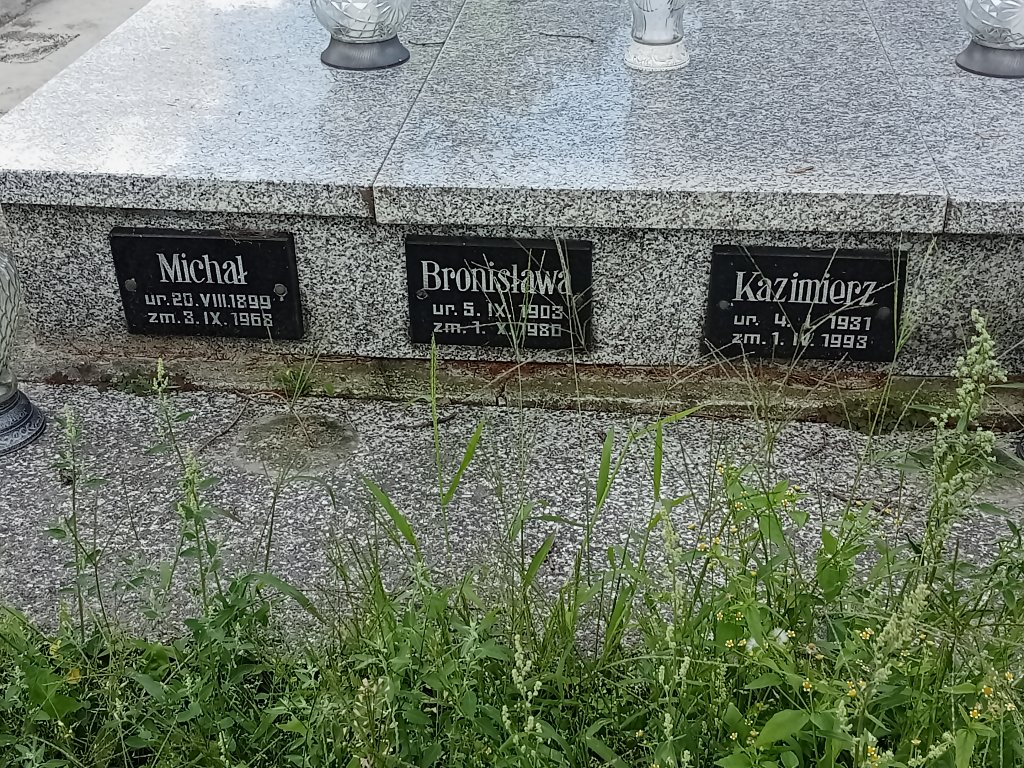 Michał
ur. 20. VIII. 1899
zm. 3. IX. 1965
Bronisława
ur. 5. IX. 1903
zm. 1. X. 1980
Kazimierz
ur. 4. I. 1931
zm. 1. IV. 1993